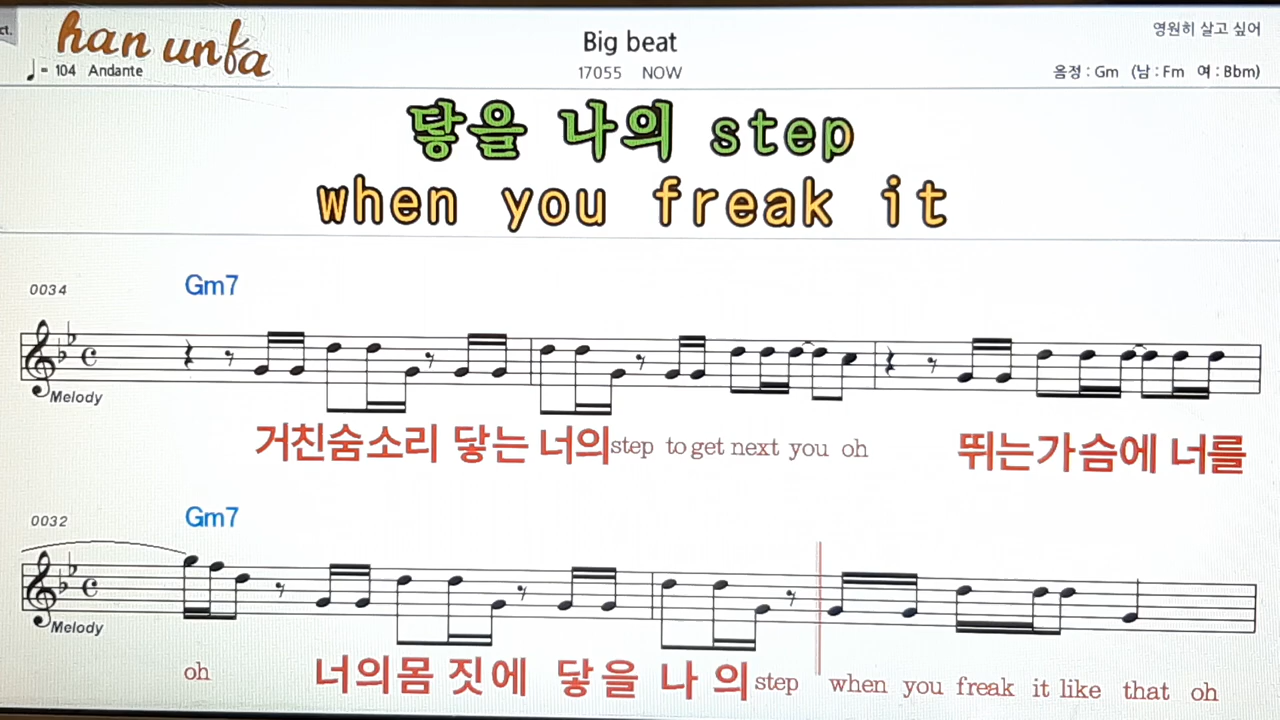 ct.
han unfa
♩= 104 Andante
Big beat
17055 NOW
영원히 살고 싶어
음정 : Gm (남 : Fm 여 : Bbm)
닿을 나의 step
when you freak it
0034 Gm7
Melody
거친숨소리 닿는 너의step to get next you oh 뛰는가슴에 너를
0032 Gm7
Melody
oh 너의몸 짓에 닿을 나 의step when you freak it like that oh